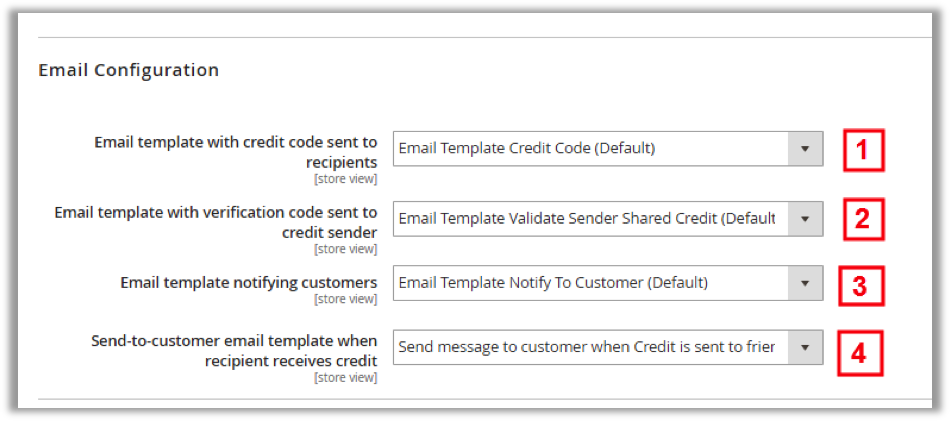 Email Configuration
Email template with credit code sent to
recipients
[store view]
Email Template Credit Code (Default)
1
Email template with verification code sent to
credit sender
[store view]
Email Template Validate Sender Shared Credit (Default
2
Email template notifying customers
[store view]
Email Template Notify To Customer (Default)
3
Send-to-customer email template when
recipient receives credit
[store view]
Send message to customer when Credit is sent to frier
4